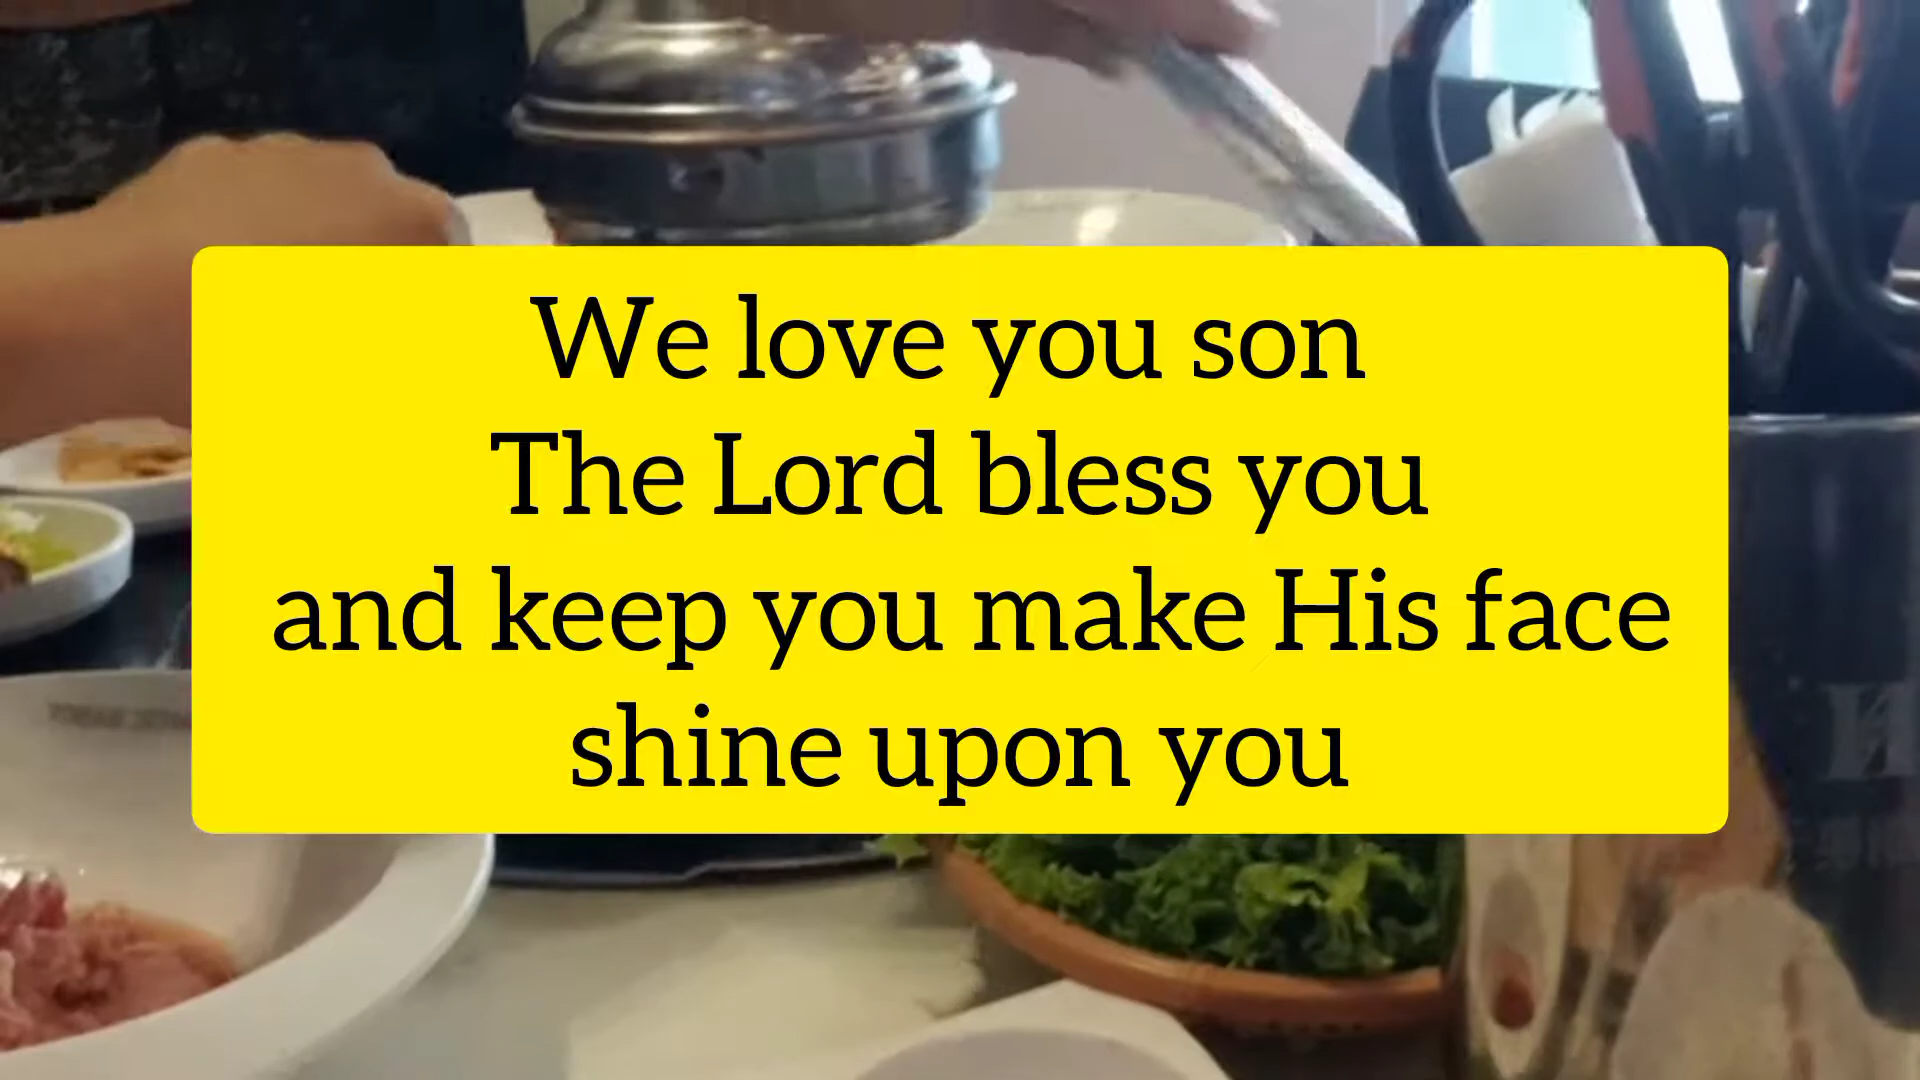 We love you son
The Lord bless you
and keep you make His face
shine upon you